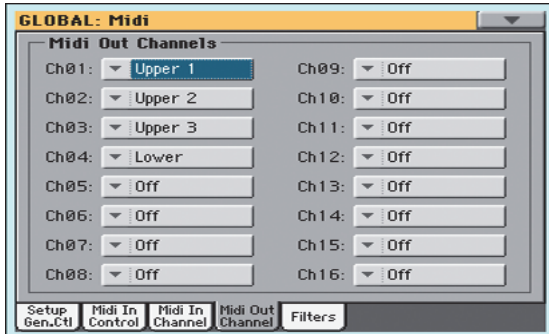 GLOBAL: Midi
Midi Out Channels
Ch01: Upper 1
Ch02: Upper 2
Ch03: Upper 3
Ch04: Lower
Ch05: Off
Ch06: Off
Ch07: Off
Ch08: Off
Ch09: Off
Ch10: Off
Ch11: Off
Ch12: Off
Ch13: Off
Ch14: Off
Ch15: Off
Ch16: Off
Setup Gen.Ctl
Midi In Control
Midi In Channel
Midi Out Channel
Filters